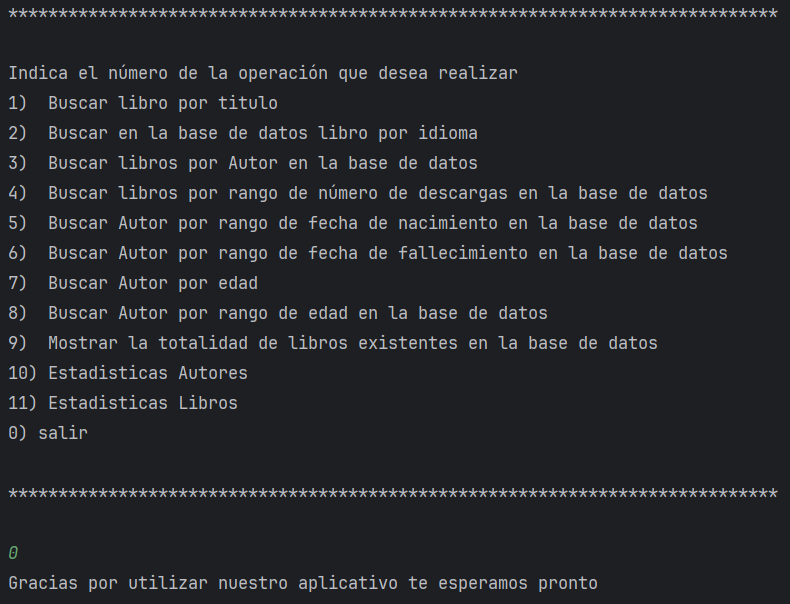 *****************************************************************************
Indica el número de la operación que desea realizar
1)  Buscar libro por titulo
2)  Buscar en la base de datos libro por idioma
3)  Buscar libros por Autor en la base de datos
4)  Buscar libros por rango de número de descargas en la base de datos
5)  Buscar Autor por rango de fecha de nacimiento en la base de datos
6)  Buscar Autor por rango de fecha de fallecimiento en la base de datos
7)  Buscar Autor por edad
8)  Buscar Autor por rango de edad en la base de datos
9)  Mostrar la totalidad de libros existentes en la base de datos
10) Estadisticas Autores
11) Estadisticas Libros
0) salir
*****************************************************************************
0
Gracias por utilizar nuestro aplicativo te esperamos pronto